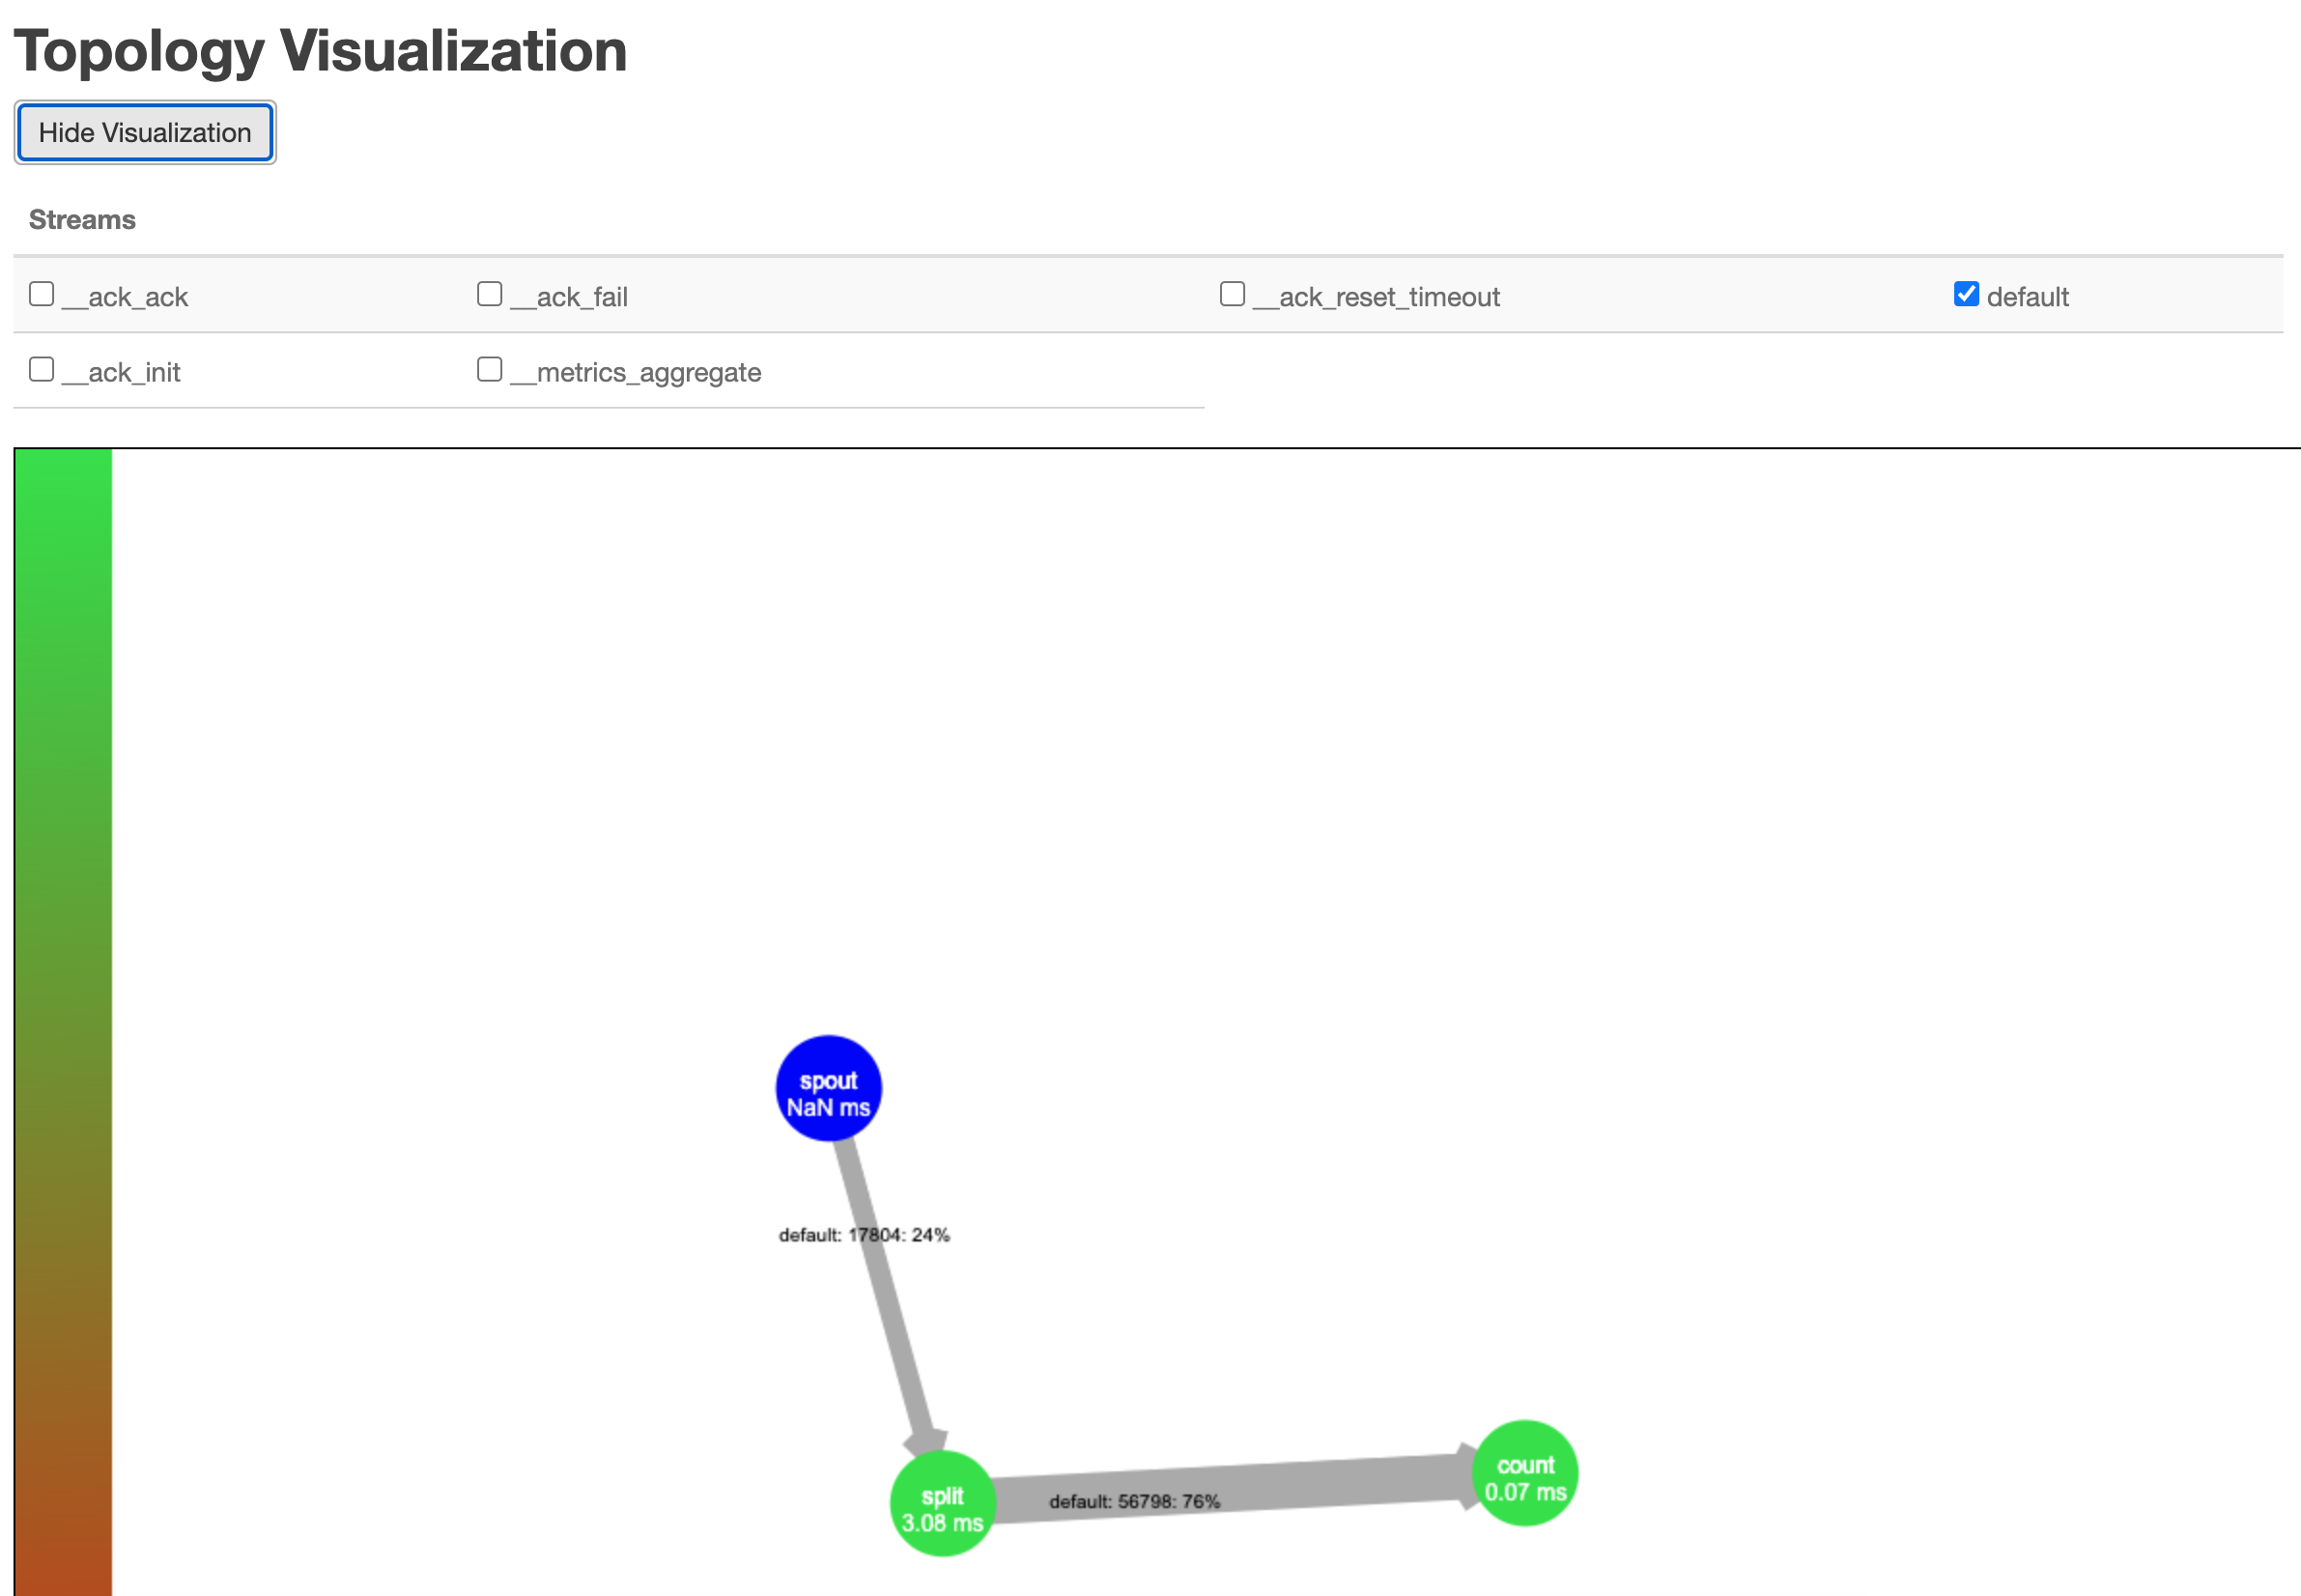 Topology Visualization
Hide Visualization
Streams
__ack_ack __ack_fail __ack_reset_timeout default
__ack_init __metrics_aggregate
spout
NaN ms
default: 17804: 24%
count
0.07 ms
split
3.08 ms
default: 56798: 76%